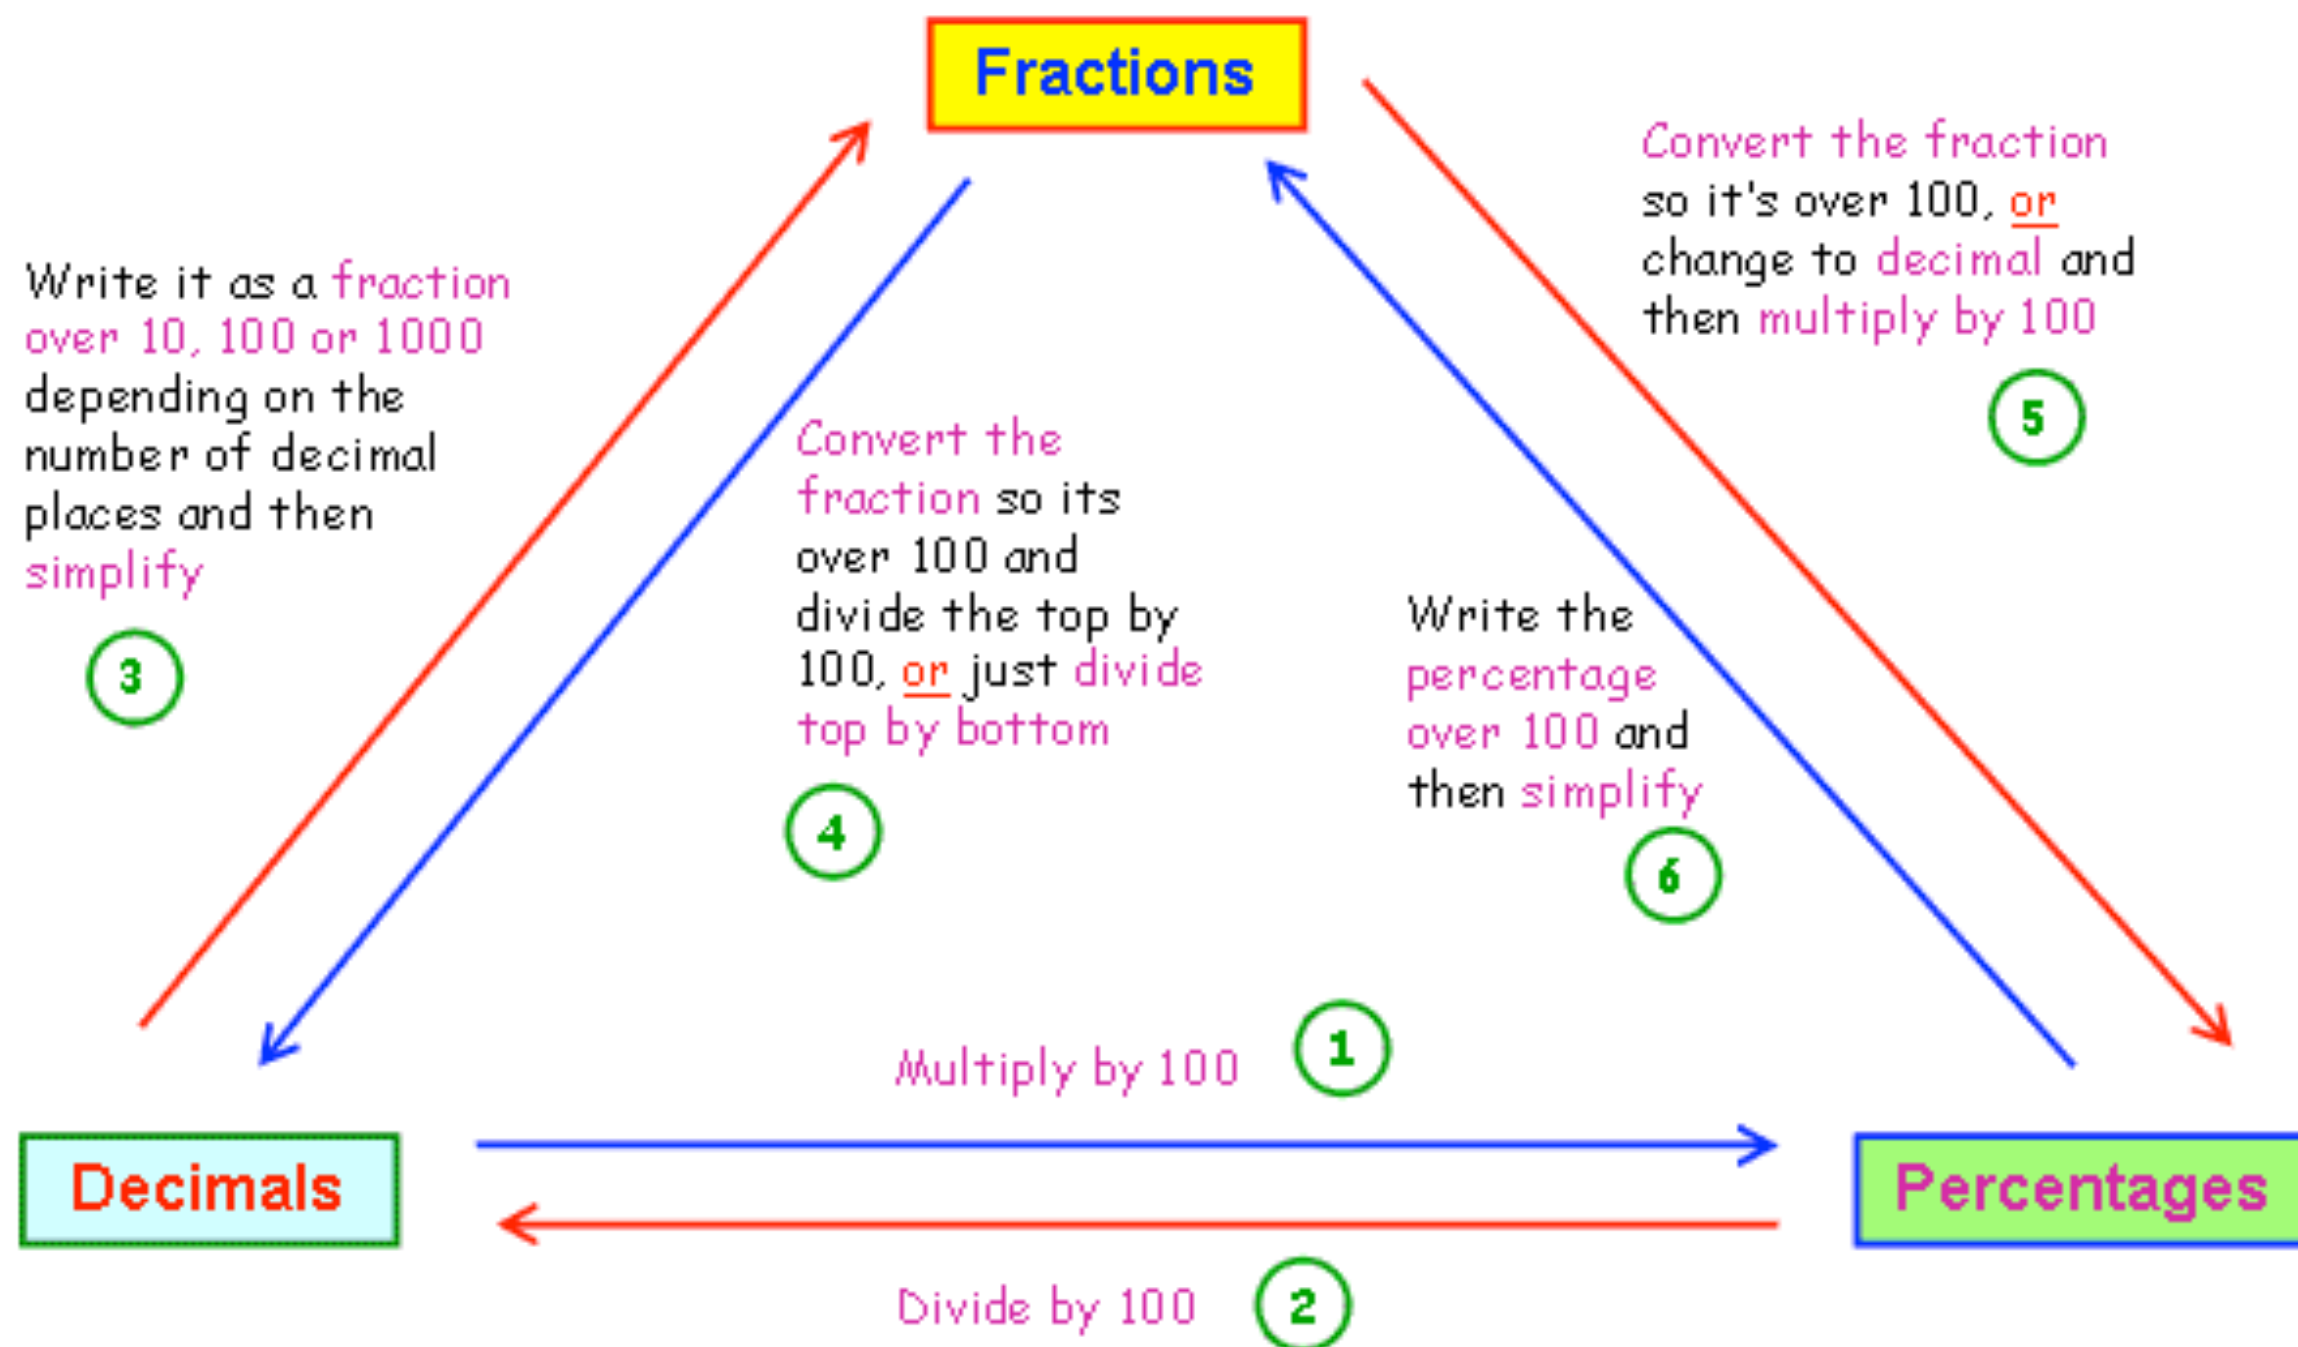 Fractions
Convert the fraction
so it's over 100, or
change to decimal and
then multiply by 100
5
Write it as a fraction
over 10, 100 or 1000
depending on the
number of decimal
places and then
simplify
3
Convert the
fraction so its
over 100 and
divide the top by
100, or just divide
top by bottom
4
Write the
percentage
over 100 and
then simplify
6
Multiply by 100
1
Decimals
Percentages
Divide by 100
2